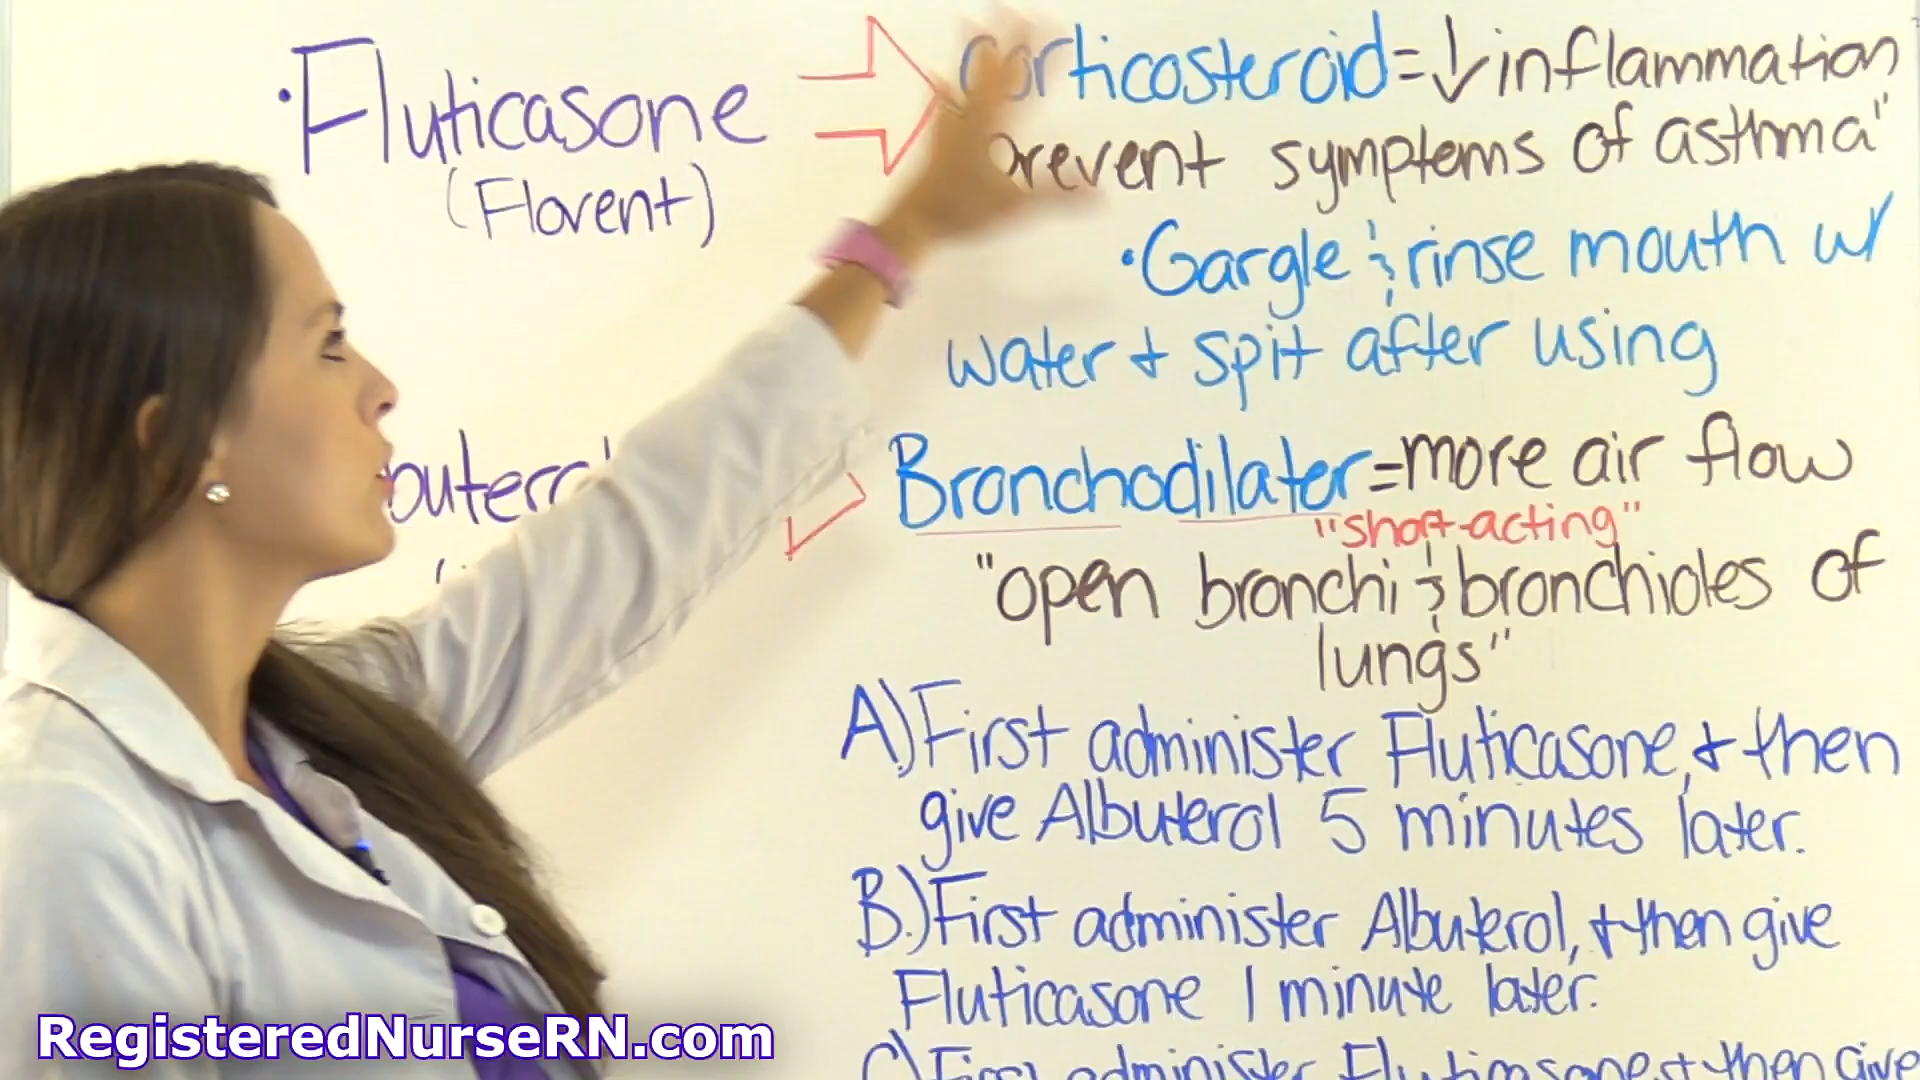 • Fluticasone
(Florent)
corticosteroid = ↓ inflammation
prevent symptoms of asthma"
• Gargle & rinse mouth w/
water + spit after using
Bronchodilater = more air flow
"short-acting"
"open bronchi & bronchioles of
lungs"
A.) First administer Fluticasone, + then
give Albuterol 5 minutes later.
B.) First administer Albuterol, + then give
Fluticasone 1 minute later.
C.) First administer Fluticasone + then give
RegisteredNurseRN.com